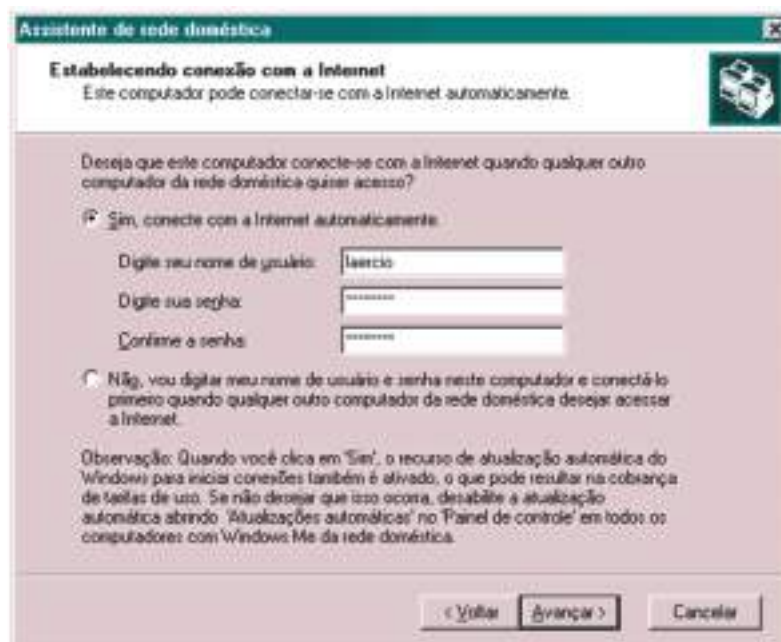 Assistente de rede doméstica
Estabelecendo conexão com a Internet
Este computador pode conectar-se com a Internet automaticamente.
Deseja que este computador conecte-se com a Internet quando qualquer outro
computador da rede doméstica quiser acesso?
Sim, conecte com a Internet automaticamente.
Digite seu nome de usuário: laercio
Digite sua senha: ********
Confirme a senha: ********
Não, vou digitar meu nome de usuário e senha neste computador e conectá-lo
primeiro quando qualquer outro computador da rede doméstica desejar acessar
a Internet.
Observação: Quando você clica em 'Sim', o recurso de atualização automática do
Windows para iniciar conexões também é ativado, o que pode resultar na cobrança
de tarifas de uso. Se não desejar que isso ocorra, desabilite a atualização
automática abrindo 'Atualizações automáticas' no 'Painel de controle' em todos os
computadores com Windows Me da rede doméstica.
< Voltar Avançar > Cancelar